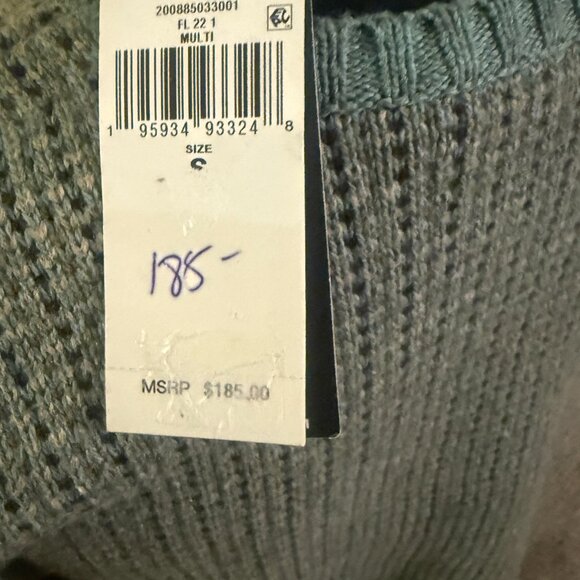 200885033001
FL 22 1
MULTI
1 95934 93324 8
SIZE
S
185-
MSRP $185.00